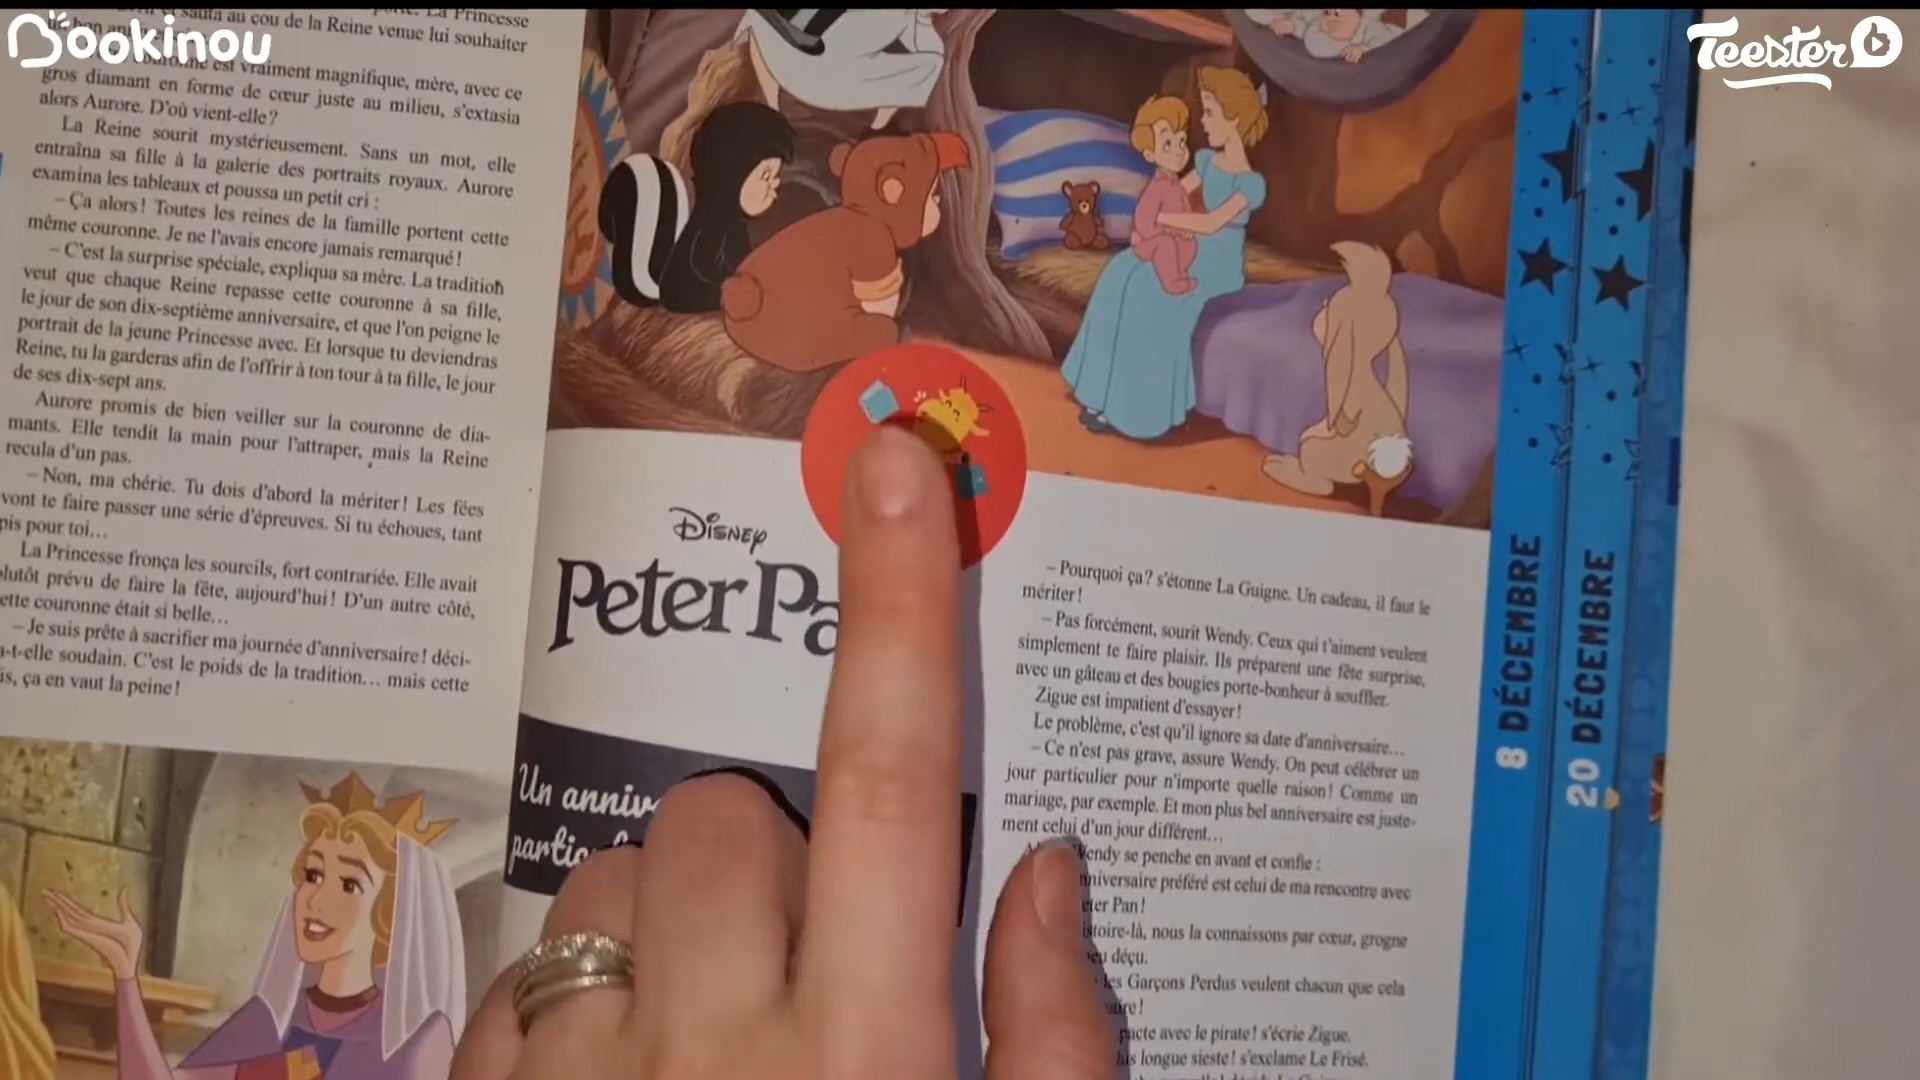 Bookinou
Teester
La Princesse
sauta au cou de la Reine venue lui souhaiter
est vraiment magnifique, mère, avec ce
gros diamant en forme de cœur juste au milieu, s'extasia
alors Aurore. D'où vient-elle?
La Reine sourit mystérieusement. Sans un mot, elle
entraîna sa fille à la galerie des portraits royaux. Aurore
examina les tableaux et poussa un petit cri :
– Ça alors! Toutes les reines de la famille portent cette
même couronne. Je ne l'avais encore jamais remarqué!
– C'est la surprise spéciale, expliqua sa mère. La tradition
veut que chaque Reine repasse cette couronne à sa fille,
le jour de son dix-septième anniversaire, et que l'on peigne le
portrait de la jeune Princesse avec. Et lorsque tu deviendras
Reine, tu la garderas afin de l'offrir à ton tour à ta fille, le jour
de ses dix-sept ans.
Aurore promis de bien veiller sur la couronne de dia-
mants. Elle tendit la main pour l'attraper, mais la Reine
recula d'un pas.
– Non, ma chérie. Tu dois d'abord la mériter! Les fées
vont te faire passer une série d'épreuves. Si tu échoues, tant
pis pour toi...
La Princesse fronça les sourcils, fort contrariée. Elle avait
plutôt prévu de faire la fête, aujourd'hui! D'un autre côté,
cette couronne était si belle...
– Je suis prête à sacrifier ma journée d'anniversaire! déci-
a-t-elle soudain. C'est le poids de la tradition... mais cette
is, ça en vaut la peine!
Disney
Peter Pa
Un anniv
partic
– Pourquoi ça? s'étonne La Guigne. Un cadeau, il faut le
mériter!
– Pas forcément, sourit Wendy. Ceux qui t'aiment veulent
simplement te faire plaisir. Ils préparent une fête surprise,
avec un gâteau et des bougies porte-bonheur à souffler.
Zigue est impatient d'essayer!
Le problème, c'est qu'il ignore sa date d'anniversaire...
– Ce n'est pas grave, assure Wendy. On peut célébrer un
jour particulier pour n'importe quelle raison! Comme un
mariage, par exemple. Et mon plus bel anniversaire est juste-
ment celui d'un jour différent...
Wendy se penche en avant et confie :
nniversaire préféré est celui de ma rencontre avec
eter Pan!
istoire-là, nous la connaissons par cœur, grogne
eu déçu.
les Garçons Perdus veulent chacun que cela
pacte avec le pirate! s'écrie Zigue.
longue sieste! s'exclame Le Frisé.
8 DÉCEMBRE
20 DÉCEMBRE